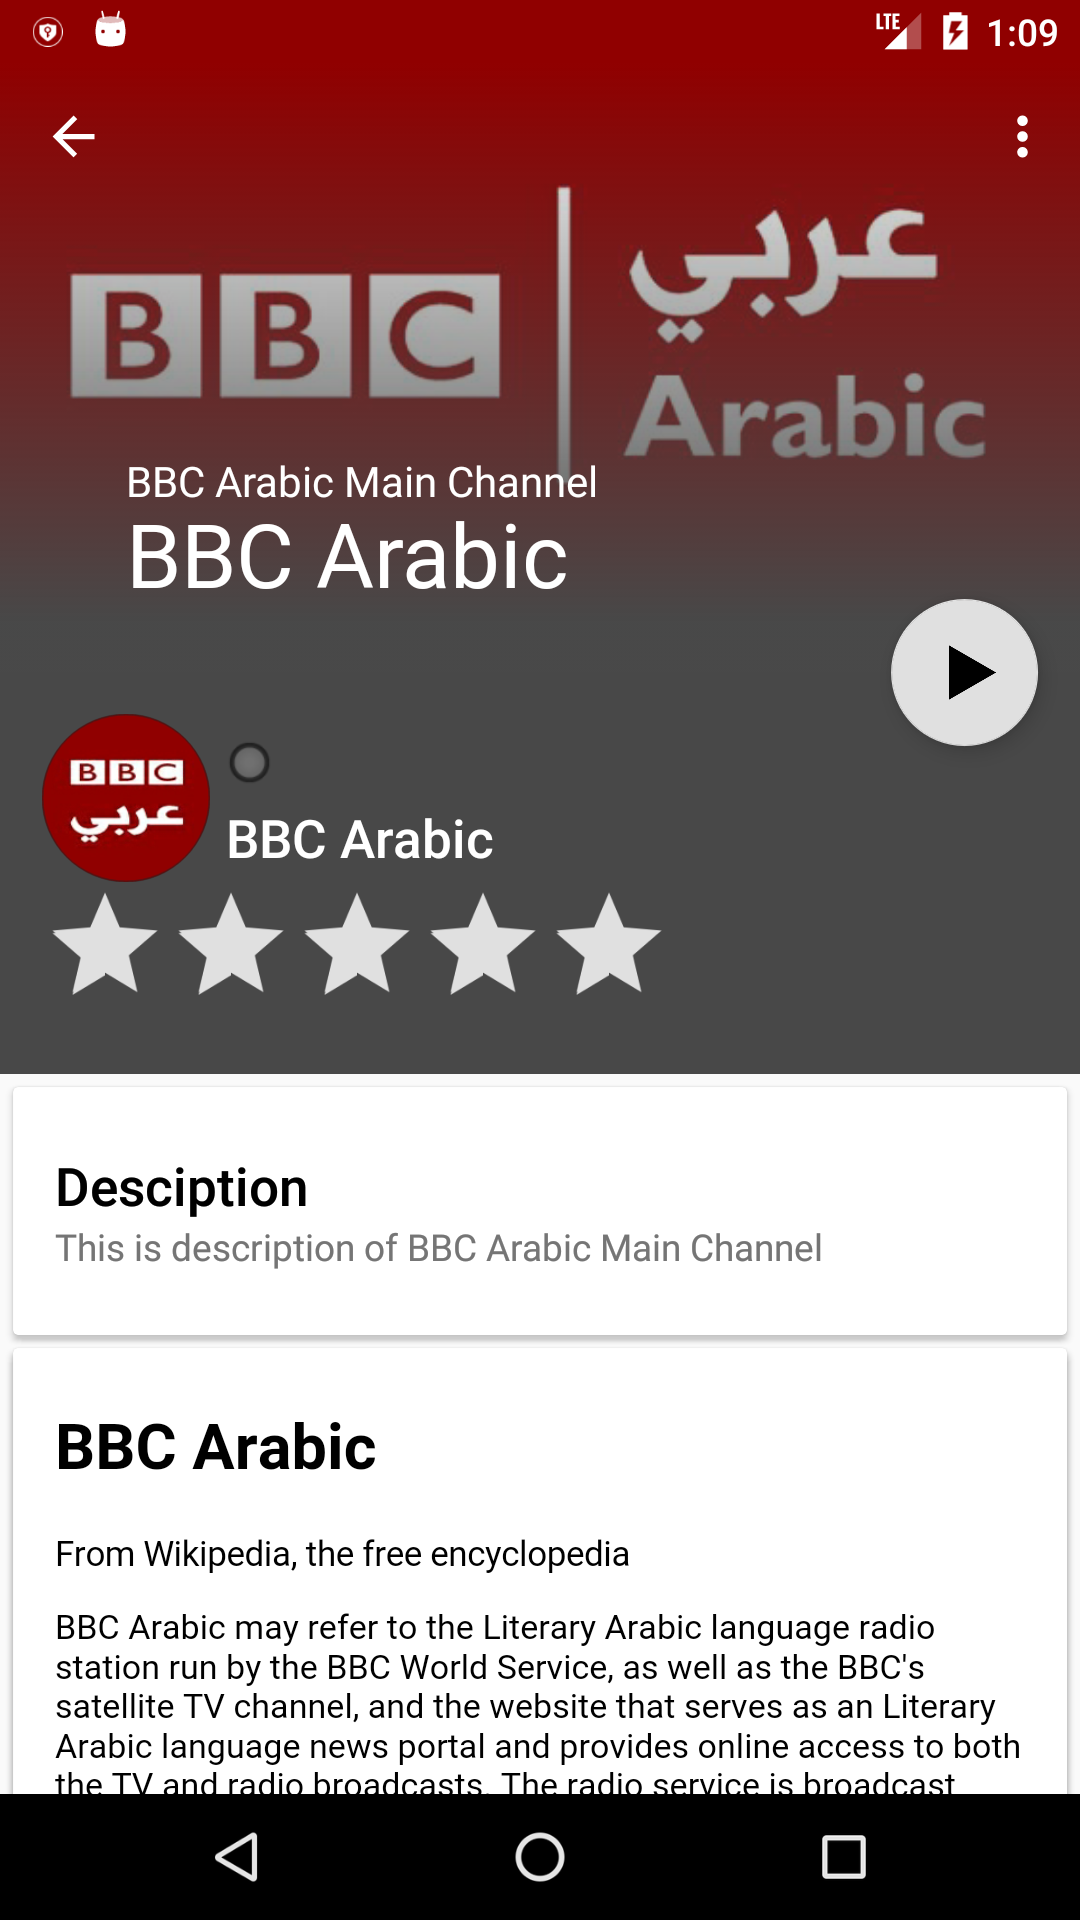 LTE 1:09
BBC عربي
Arabic
BBC Arabic Main Channel
BBC Arabic
BBC
عربي
BBC Arabic
Desciption
This is description of BBC Arabic Main Channel
BBC Arabic
From Wikipedia, the free encyclopedia
BBC Arabic may refer to the Literary Arabic language radio
station run by the BBC World Service, as well as the BBC's
satellite TV channel, and the website that serves as an Literary
Arabic language news portal and provides online access to both
the TV and radio broadcasts. The radio service is broadcast